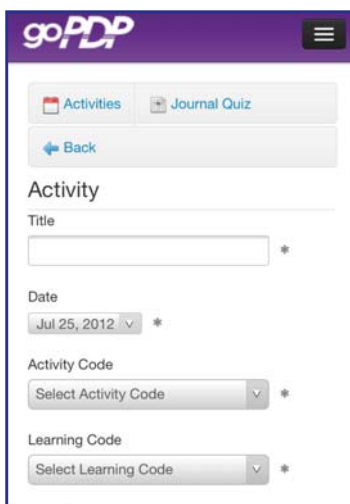 goPDP
Activities Journal Quiz
Back
Activity
Title
*
Date
Jul 25, 2012 *
Activity Code
Select Activity Code *
Learning Code
Select Learning Code *